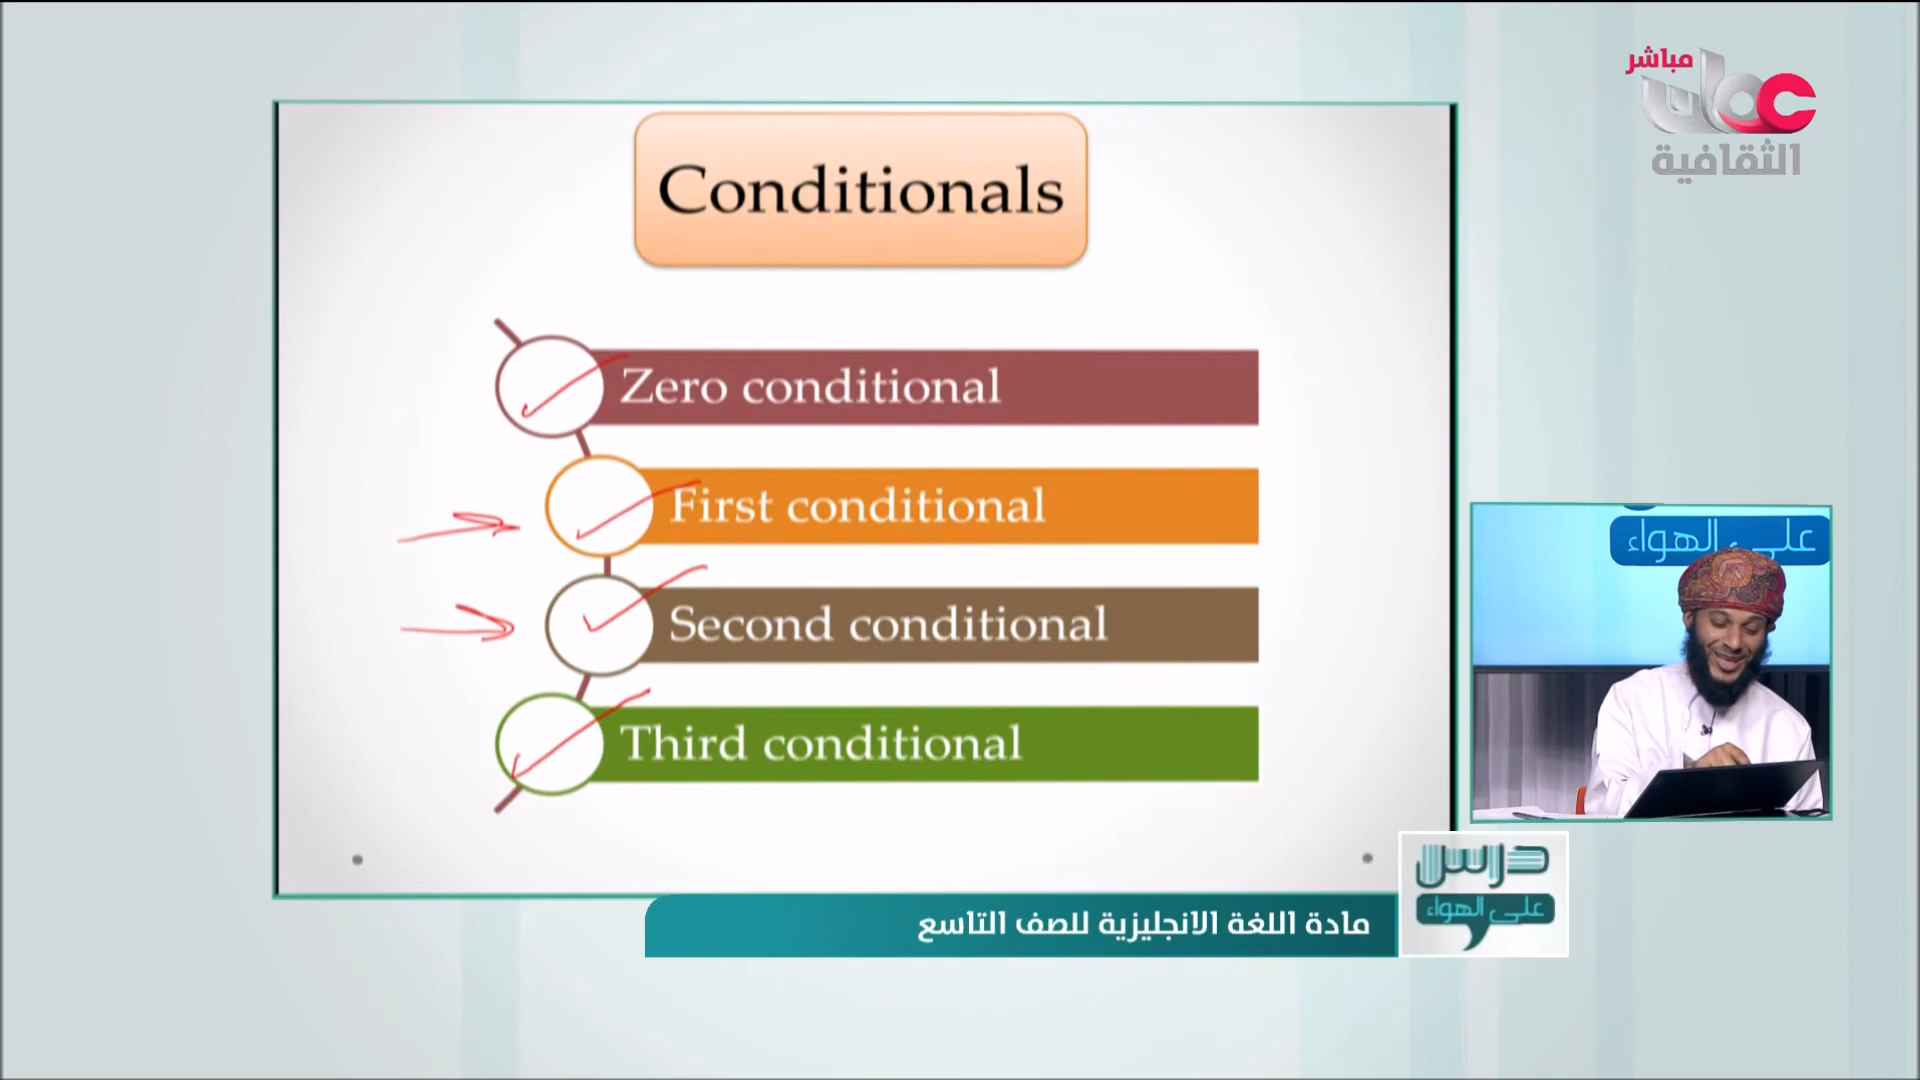 مباشر
عمان
الثقافية
Conditionals
Zero conditional
First conditional
Second conditional
Third conditional
على الهواء
درس
على الهواء
مادة اللغة الانجليزية للصف التاسع